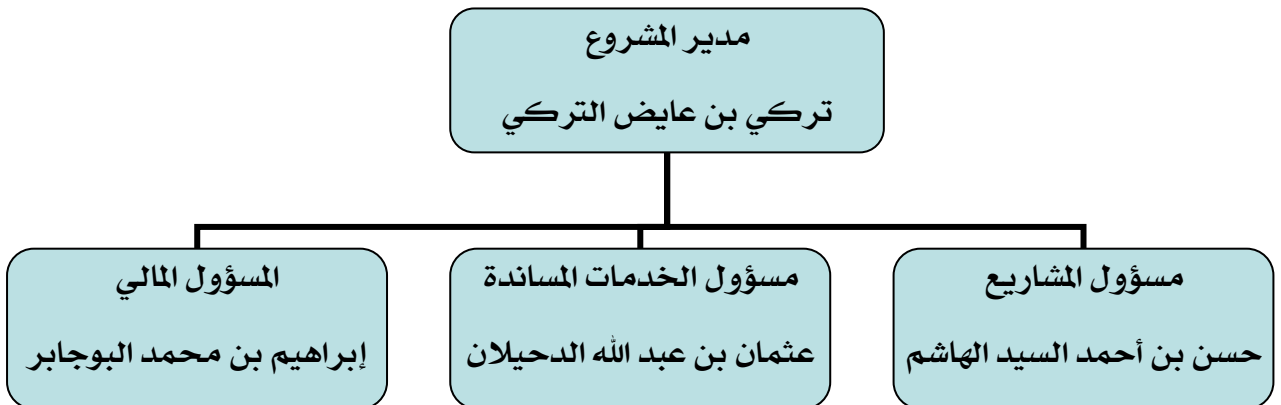 مدير المشروع
تركي بن عايض التركي
مسؤول المشاريع
حسن بن أحمد السيد الهاشم
مسؤول الخدمات المساندة
عثمان بن عبد الله الدحيلان
المسؤول المالي
إبراهيم بن محمد البوجابر